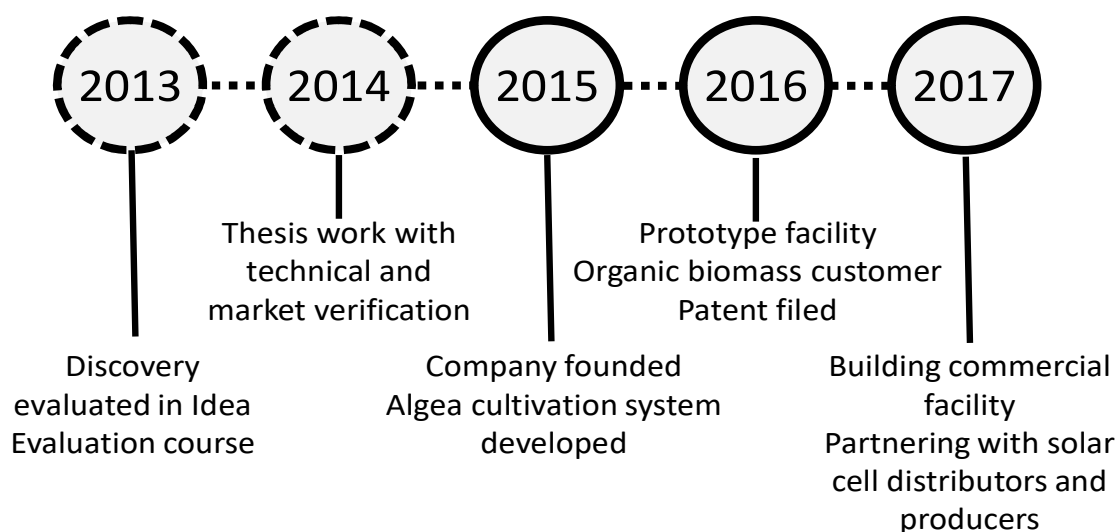 2013
2014
2015
2016
2017
Thesis work with
technical and
market verification
Prototype facility
Organic biomass customer
Patent filed
Discovery
evaluated in Idea
Evaluation course
Company founded
Algea cultivation system
developed
Building commercial
facility
Partnering with solar
cell distributors and
producers